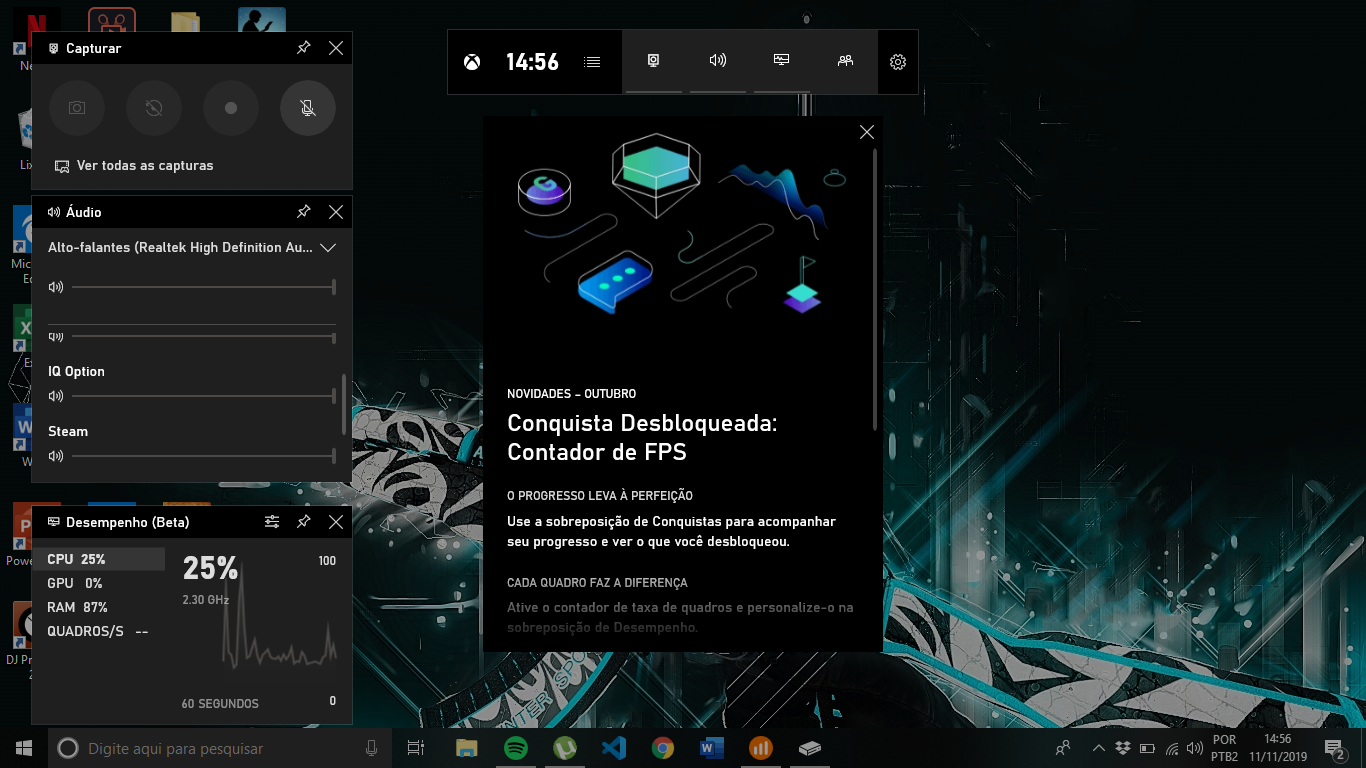 Capturar
Ver todas as capturas
Áudio
Alto-falantes (Realtek High Definition Au...
IQ Option
Steam
Desempenho (Beta)
CPU 25%
GPU 0%
RAM 87%
QUADROS/S --
25%
2.30 GHz
100
60 SEGUNDOS
0
14:56
NOVIDADES – OUTUBRO
Conquista Desbloqueada:
Contador de FPS
O PROGRESSO LEVA À PERFEIÇÃO
Use a sobreposição de Conquistas para acompanhar
seu progresso e ver o que você desbloqueou.
CADA QUADRO FAZ A DIFERENÇA
Ative o contador de taxa de quadros e personalize-o na
sobreposição de Desempenho.
Digite aqui para pesquisar
POR
PTB2
14:56
11/11/2019
2